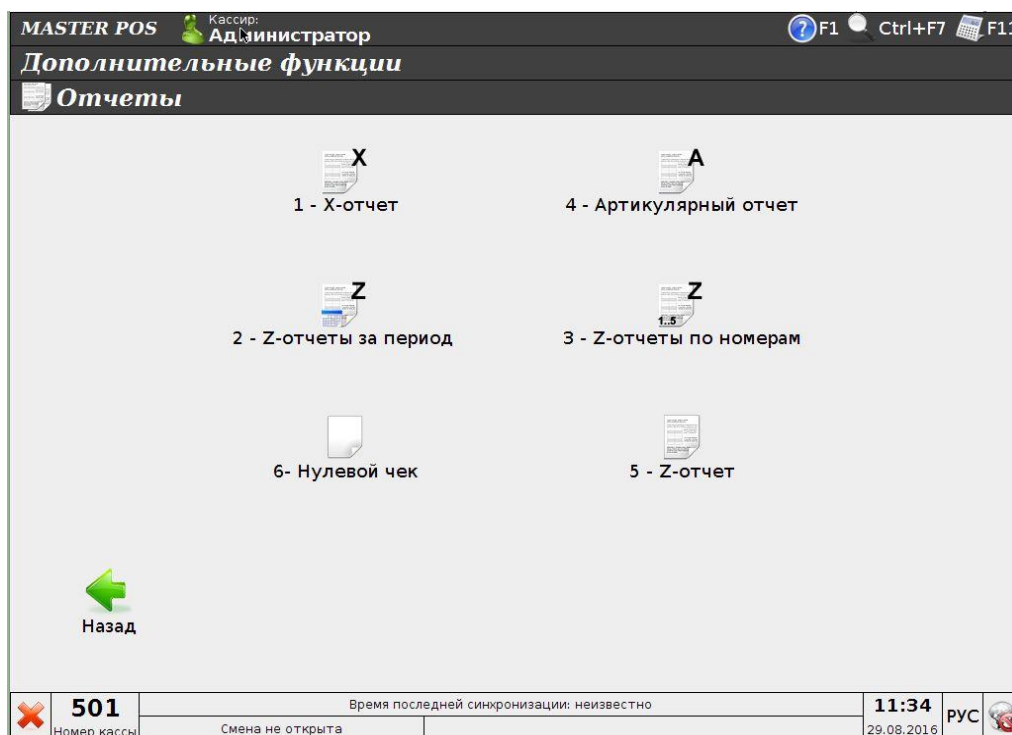 MASTER POS Кассир: Администратор F1 Ctrl+F7 F11
Дополнительные функции
Отчеты
X A
1 - X-отчет 4 - Артикулярный отчет
Z Z
1..5
2 - Z-отчеты за период 3 - Z-отчеты по номерам
6- Нулевой чек 5 - Z-отчет
Назад
501 Время последней синхронизации: неизвестно 11:34 РУС
Номер кассы Смена не открыта 29.08.2016